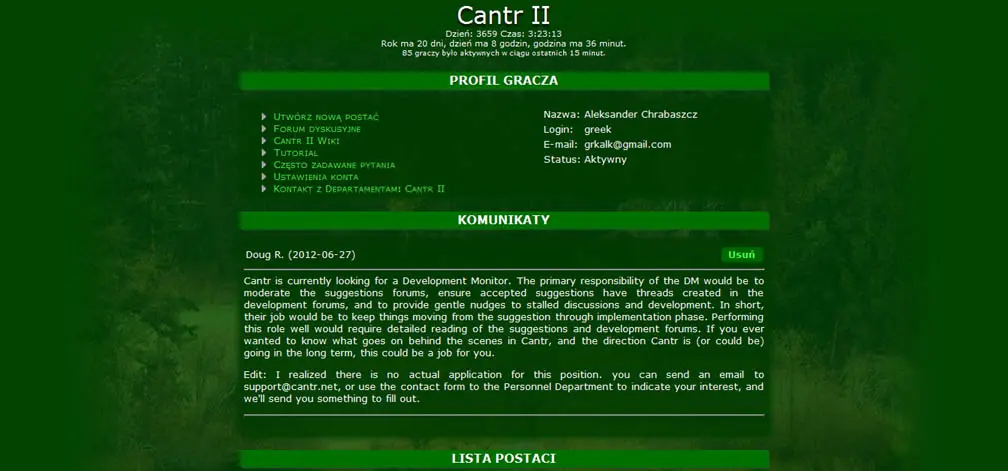 Cantr II
Dzień: 3659 Czas: 3:23:13
Rok ma 20 dni, dzień ma 8 godzin, godzina ma 36 minut.
85 graczy było aktywnych w ciągu ostatnich 15 minut.
PROFIL GRACZA
Utwórz nową postać
Forum dyskusyjne
Cantr II Wiki
Tutorial
Często zadawane pytania
Ustawienia konta
Kontakt z Departamentami Cantr II
Nazwa: Aleksander Chrabaszcz
Login: greek
E-mail: grkalk@gmail.com
Status: Aktywny
KOMUNIKATY
Doug R. (2012-06-27)
Usuń
Cantr is currently looking for a Development Monitor. The primary responsibility of the DM would be to
moderate the suggestions forums, ensure accepted suggestions have threads created in the
development forums, and to provide gentle nudges to stalled discussions and development. In short,
their job would be to keep things moving from the suggestion through implementation phase. Performing
this role well would require detailed reading of the suggestions and development forums. If you ever
wanted to know what goes on behind the scenes in Cantr, and the direction Cantr is (or could be)
going in the long term, this could be a job for you.
Edit: I realized there is no actual application for this position. you can send an email to
support@cantr.net, or use the contact form to the Personnel Department to indicate your interest, and
we'll send you something to fill out.
LISTA POSTACI